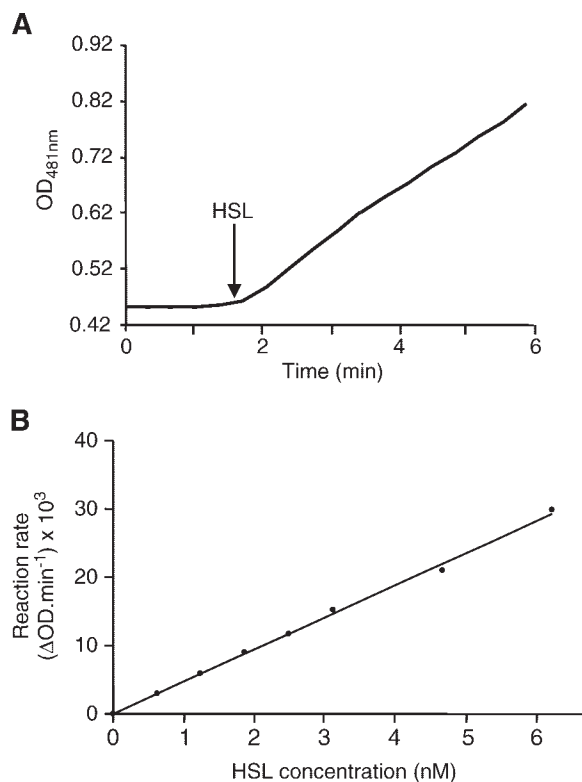 A
0.92
0.82
0.72
0.62
0.52
0.42
OD481nm
HSL
0 2 4 6
Time (min)
B
40
30
20
10
0
Reaction rate
(ΔOD.min-1) x 103
0 1 2 3 4 5 6
HSL concentration (nM)